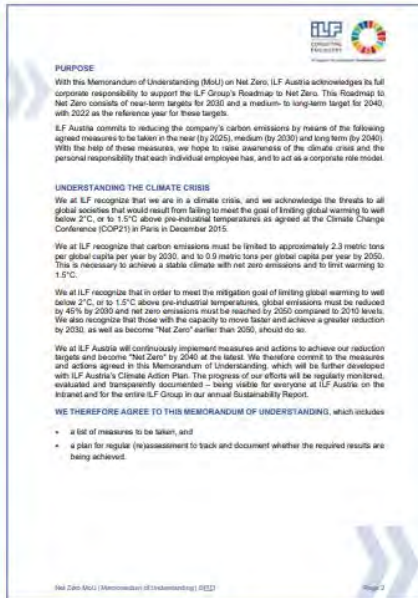 iLF
CONSULTING
ENGINEERS
PURPOSE
With this Memorandum of Understanding (MoU) on Net Zero, ILF Austria acknowledges its full
corporate responsibility to support the ILF Group's Roadmap to Net Zero. This Roadmap to
Net Zero consists of near-term targets for 2030 and a medium- to long-term target for 2040,
with 2022 as the reference year for these targets.
ILF Austria commits to reducing the company's carbon emissions by means of the following
agreed measures to be taken in the near (by 2025), medium (by 2030) and long term (by 2040).
With the help of these measures, we hope to raise awareness of the climate crisis and the
personal responsibility that each individual employee has, and to act as a corporate role model.
UNDERSTANDING THE CLIMATE CRISIS
We at ILF recognize that we are in a climate crisis, and we acknowledge the threats to all
global societies that would result from failing to meet the goal of limiting global warming to well
below 2°C, or to 1.5°C above pre-industrial temperatures as agreed at the Climate Change
Conference (COP21) in Paris in December 2015.
We at ILF recognize that carbon emissions must be limited to approximately 2.3 metric tons
per global capita per year by 2030, and to 0.9 metric tons per global capita per year by 2050.
This is necessary to achieve a stable climate with net zero emissions and to limit warming to
1.5°C.
We at ILF recognize that in order to meet the mitigation goal of limiting global warming to well
below 2°C, or to 1.5°C above pre-industrial temperatures, global emissions must be reduced
by 45% by 2030 and net zero emissions must be reached by 2050 compared to 2010 levels.
We also recognize that those with the capacity to move faster and achieve a greater reduction
by 2030, as well as become "Net Zero" earlier than 2050, should do so.
We at ILF Austria will continuously implement measures and actions to achieve our reduction
targets and become "Net Zero" by 2040 at the latest. We therefore commit to the measures
and actions agreed in this Memorandum of Understanding, which will be further developed
with ILF Austria's Climate Action Plan. The progress of our efforts will be regularly monitored,
evaluated and transparently documented – being visible for everyone at ILF Austria on the
Intranet and for the entire ILF Group in our annual Sustainability Report.
WE THEREFORE AGREE TO THIS MEMORANDUM OF UNDERSTANDING, which includes
• a list of measures to be taken, and
• a plan for regular (re)assessment to track and document whether the required results are
being achieved.
Net Zero MoU | Memorandum of Understanding |
Page 2